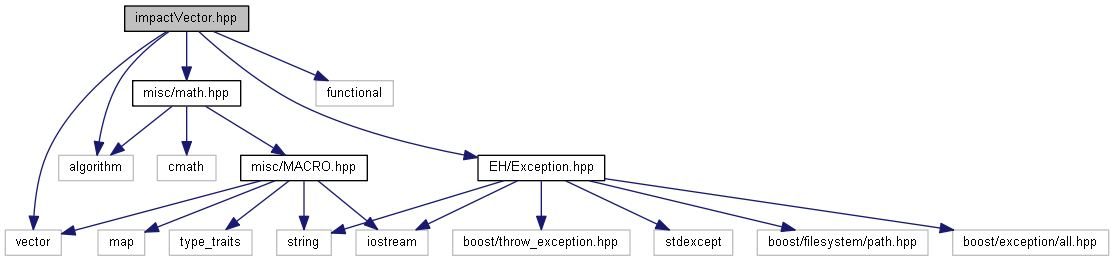 impactVector.hpp
misc/math.hpp
functional
algorithm
cmath
misc/MACRO.hpp
EH/Exception.hpp
vector
map
type_traits
string
iostream
boost/throw_exception.hpp
stdexcept
boost/filesystem/path.hpp
boost/exception/all.hpp